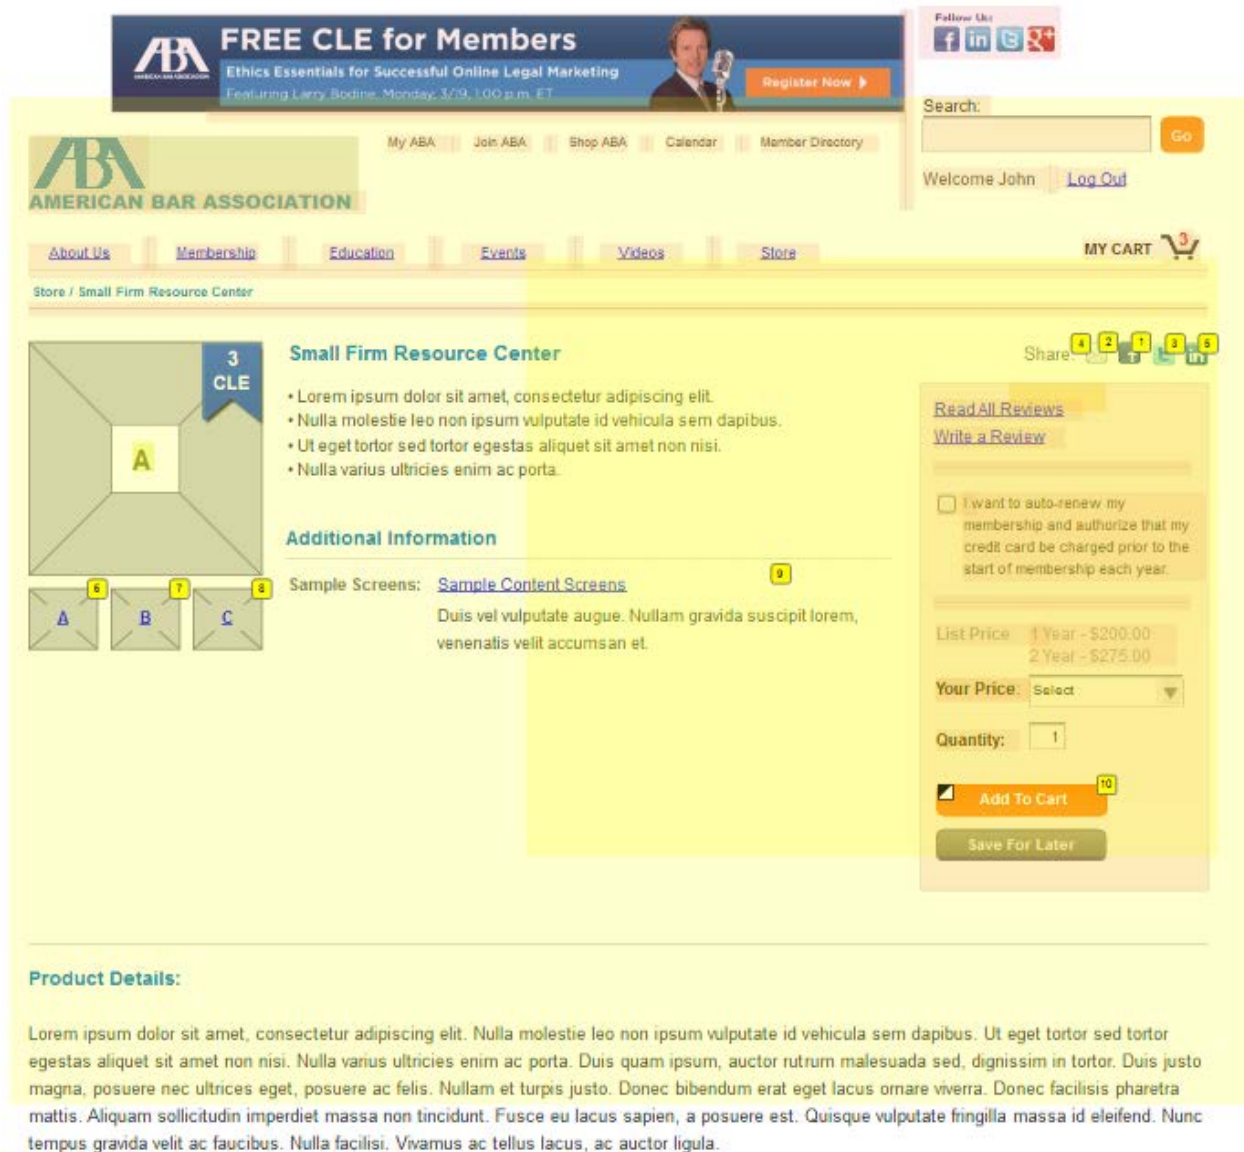 Follow Us:
ABA
AMERICAN BAR ASSOCIATION
FREE CLE for Members
Ethics Essentials for Successful Online Legal Marketing
Featuring Larry Bodine, Monday, 3/19, 1:00 p.m. ET
Register Now
f in t g+
Search:
Go
My ABA Join ABA Shop ABA Calendar Member Directory
Welcome John Log Out
ABA
AMERICAN BAR ASSOCIATION
About Us Membership Education Events Videos Store
MY CART 3
Store / Small Firm Resource Center
3
CLE
A
Small Firm Resource Center
• Lorem ipsum dolor sit amet, consectetur adipiscing elit.
• Nulla molestie leo non ipsum vulputate id vehicula sem dapibus.
• Ut eget tortor sed tortor egestas aliquet sit amet non nisi.
• Nulla varius ultricies enim ac porta.
Additional Information
Sample Screens: Sample Content Screens
Duis vel vulputate augue. Nullam gravida suscipit lorem,
venenatis velit accumsan et.
6 7 8
A B C
9
Share: 4 2 1 3 5
f t in
Read All Reviews
Write a Review
I want to auto-renew my
membership and authorize that my
credit card be charged prior to the
start of membership each year.
List Price 1 Year - $200.00
2 Year - $275.00
Your Price: Select
Quantity: 1
10
Add To Cart
Save For Later
Product Details:
Lorem ipsum dolor sit amet, consectetur adipiscing elit. Nulla molestie leo non ipsum vulputate id vehicula sem dapibus. Ut eget tortor sed tortor
egestas aliquet sit amet non nisi. Nulla varius ultricies enim ac porta. Duis quam ipsum, auctor rutrum malesuada sed, dignissim in tortor. Duis justo
magna, posuere nec ultrices eget, posuere ac felis. Nullam et turpis justo. Donec bibendum erat eget lacus ornare viverra. Donec facilisis pharetra
mattis. Aliquam sollicitudin imperdiet massa non tincidunt. Fusce eu lacus sapien, a posuere est. Quisque vulputate fringilla massa id eleifend. Nunc
tempus gravida velit ac faucibus. Nulla facilisi. Vivamus ac tellus lacus, ac auctor ligula.